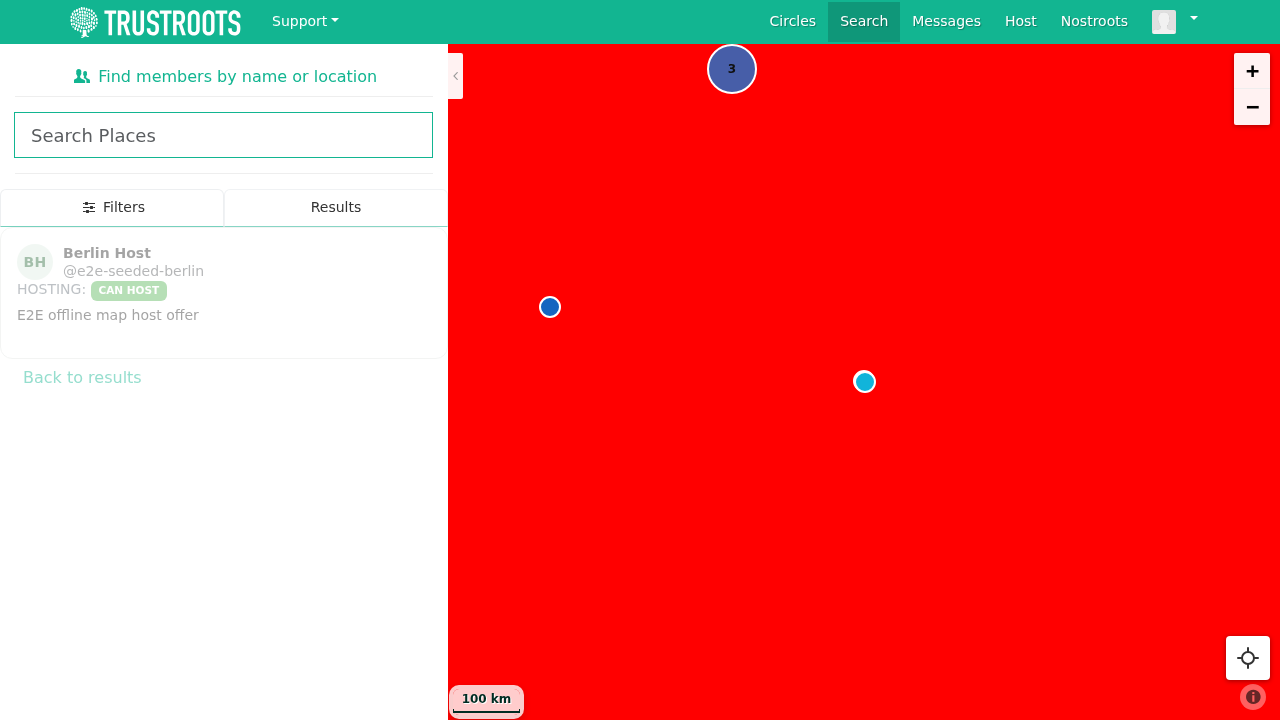 TRUSTROOTS Support Circles Search Messages Host Nostroots
Find members by name or location
Search Places
Filters Results
BH Berlin Host
@e2e-seeded-berlin
HOSTING: CAN HOST
E2E offline map host offer
Back to results
3
+
−
100 km